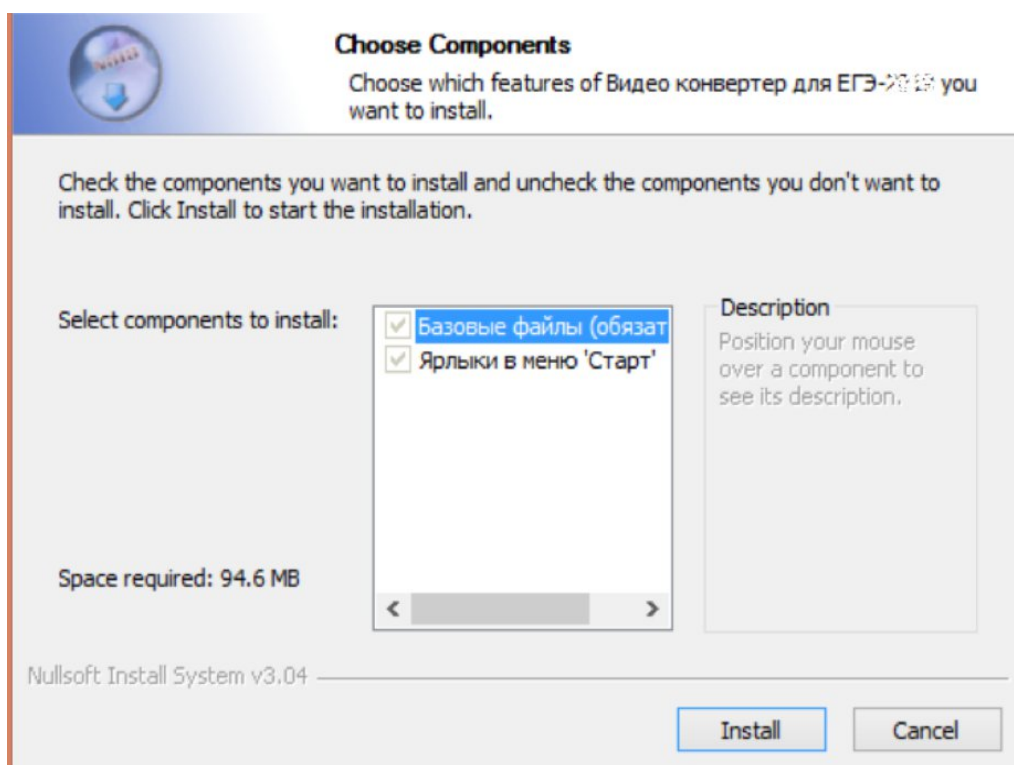 Choose Components
Choose which features of Видео конвертер для ЕГЭ- you
want to install.
Check the components you want to install and uncheck the components you don't want to
install. Click Install to start the installation.
Select components to install:
Базовые файлы (обязат
Ярлыки в меню 'Старт'
Description
Position your mouse
over a component to
see its description.
Space required: 94.6 MB
Nullsoft Install System v3.04
Install
Cancel